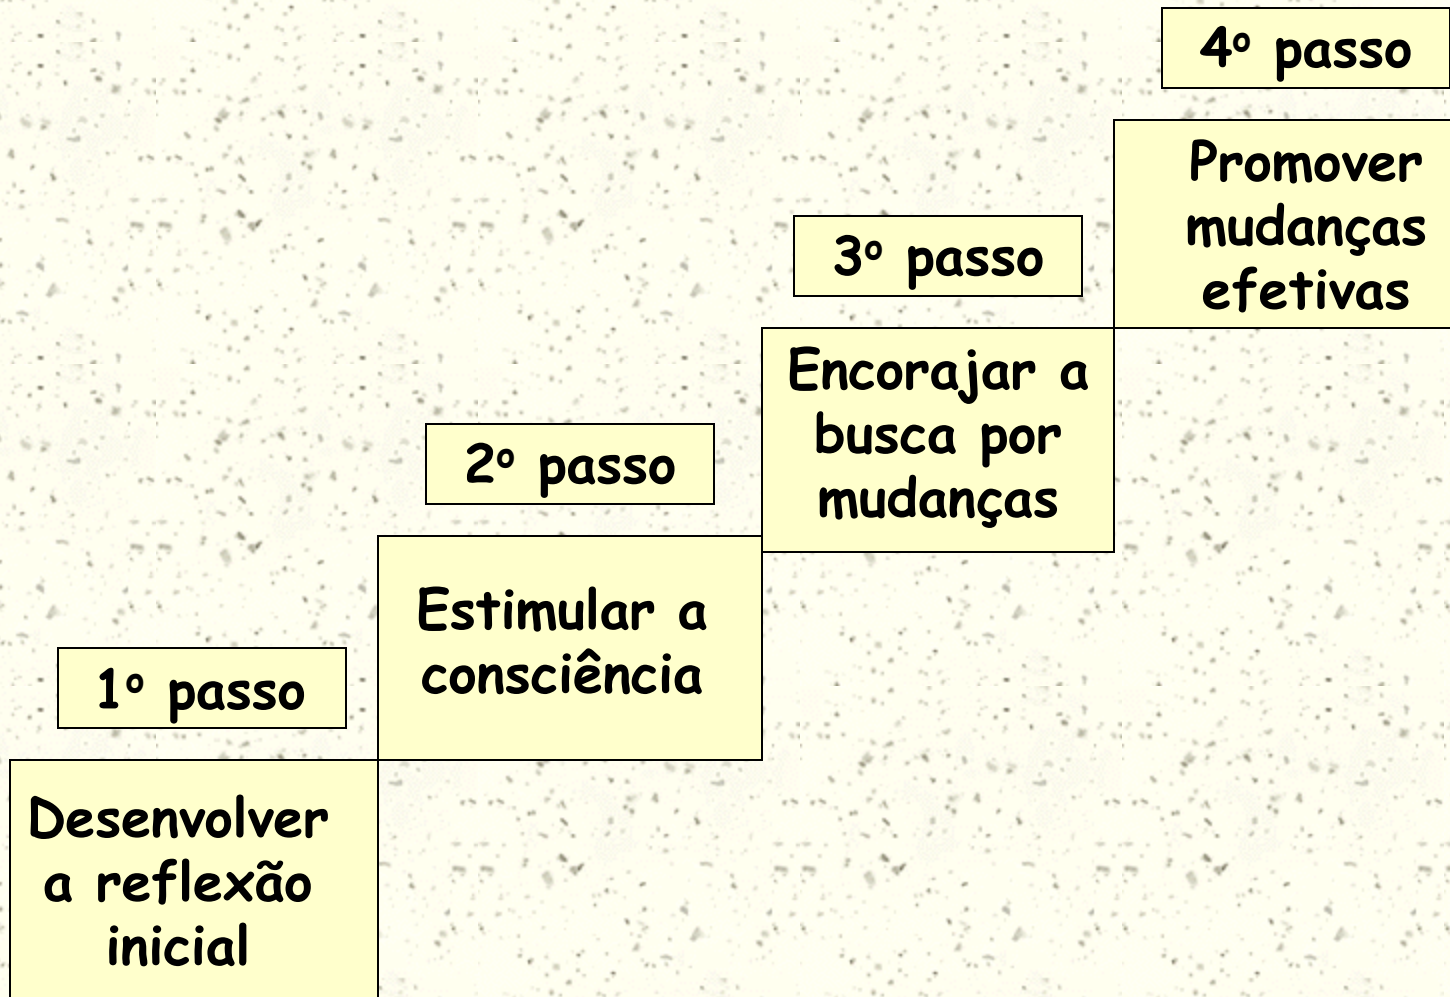 1º passo
Desenvolver
a reflexão
inicial
2º passo
Estimular a
consciência
3º passo
Encorajar a
busca por
mudanças
4º passo
Promover
mudanças
efetivas